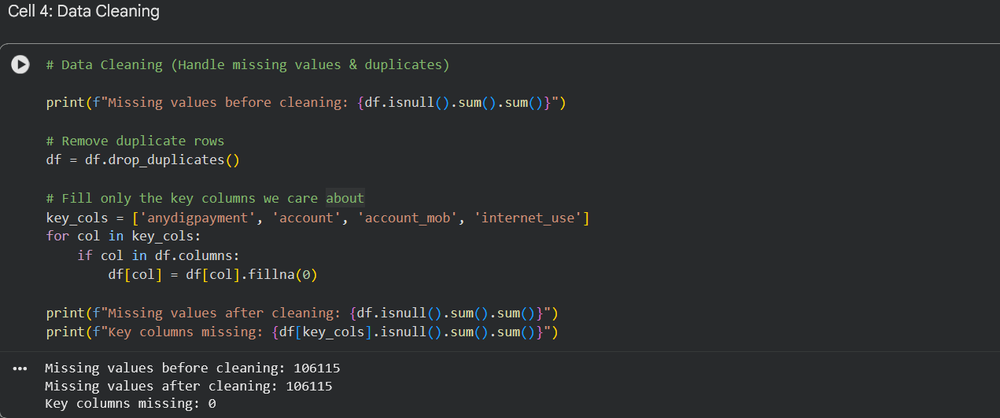 Cell 4: Data Cleaning
# Data Cleaning (Handle missing values & duplicates)
print(f"Missing values before cleaning: {df.isnull().sum().sum()}")
# Remove duplicate rows
df = df.drop_duplicates()
# Fill only the key columns we care about
key_cols = ['anydigpayment', 'account', 'account_mob', 'internet_use']
for col in key_cols:
    if col in df.columns:
        df[col] = df[col].fillna(0)
print(f"Missing values after cleaning: {df.isnull().sum().sum()}")
print(f"Key columns missing: {df[key_cols].isnull().sum().sum()}")
Missing values before cleaning: 106115
Missing values after cleaning: 106115
Key columns missing: 0